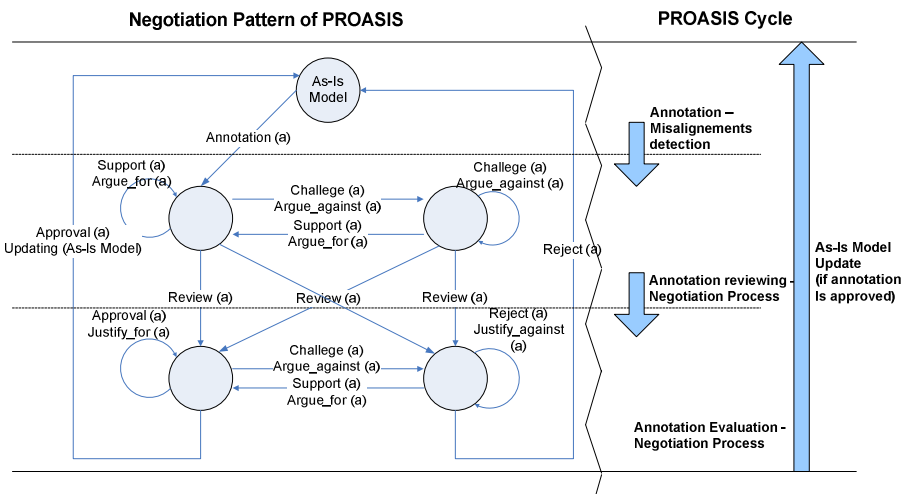 Negotiation Pattern of PROASIS
PROASIS Cycle
As-Is
Model
Annotation (a)
Annotation –
Misalignements
detection
Support (a)
Argue_for (a)
Challege (a)
Argue_against (a)
Support (a)
Argue_for (a)
Challege (a)
Argue_against (a)
Approval (a)
Updating (As-Is Model)
Reject (a)
As-Is Model
Update
(if annotation
Is approved)
Review (a)
Review (a)
Review (a)
Annotation reviewing -
Negotiation Process
Approval (a)
Justify_for (a)
Challege (a)
Argue_against (a)
Support (a)
Argue_for (a)
Reject (a)
Justify_against
(a)
Annotation Evaluation -
Negotiation Process